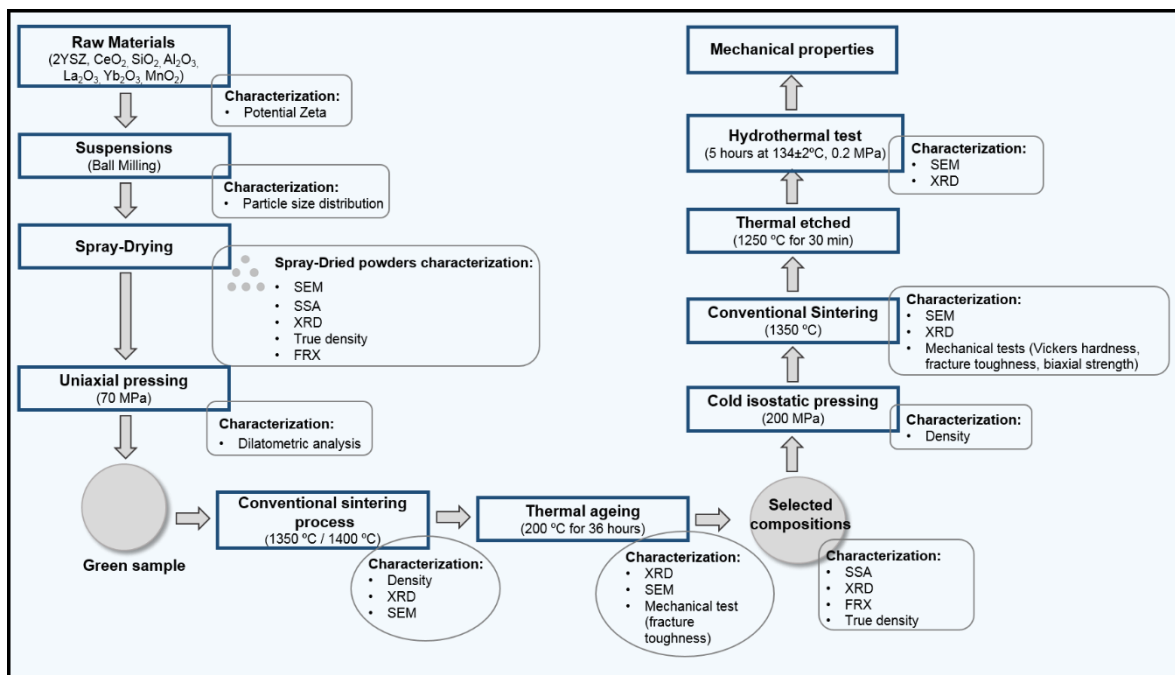 Raw Materials
(2YSZ, CeO₂, SiO₂, Al₂O₃,
La₂O₃, Yb₂O₃, MnO₂)
Characterization:
• Potential Zeta
Suspensions
(Ball Milling)
Characterization:
• Particle size distribution
Spray-Drying
Spray-Dried powders characterization:
• SEM
• SSA
• XRD
• True density
• FRX
Uniaxial pressing
(70 MPa)
Characterization:
• Dilatometric analysis
Green sample
Conventional sintering
process
(1350 ºC / 1400 ºC)
Characterization:
• Density
• XRD
• SEM
Thermal ageing
(200 ºC for 36 hours)
Characterization:
• XRD
• SEM
• Mechanical test
(fracture
toughness)
Selected
compositions
Characterization:
• SSA
• XRD
• FRX
• True density
Cold isostatic pressing
(200 MPa)
Characterization:
• Density
Conventional Sintering
(1350 ºC)
Characterization:
• SEM
• XRD
• Mechanical tests (Vickers hardness,
fracture toughness, biaxial strength)
Thermal etched
(1250 ºC for 30 min)
Hydrothermal test
(5 hours at 134±2ºC, 0.2 MPa)
Characterization:
• SEM
• XRD
Mechanical properties